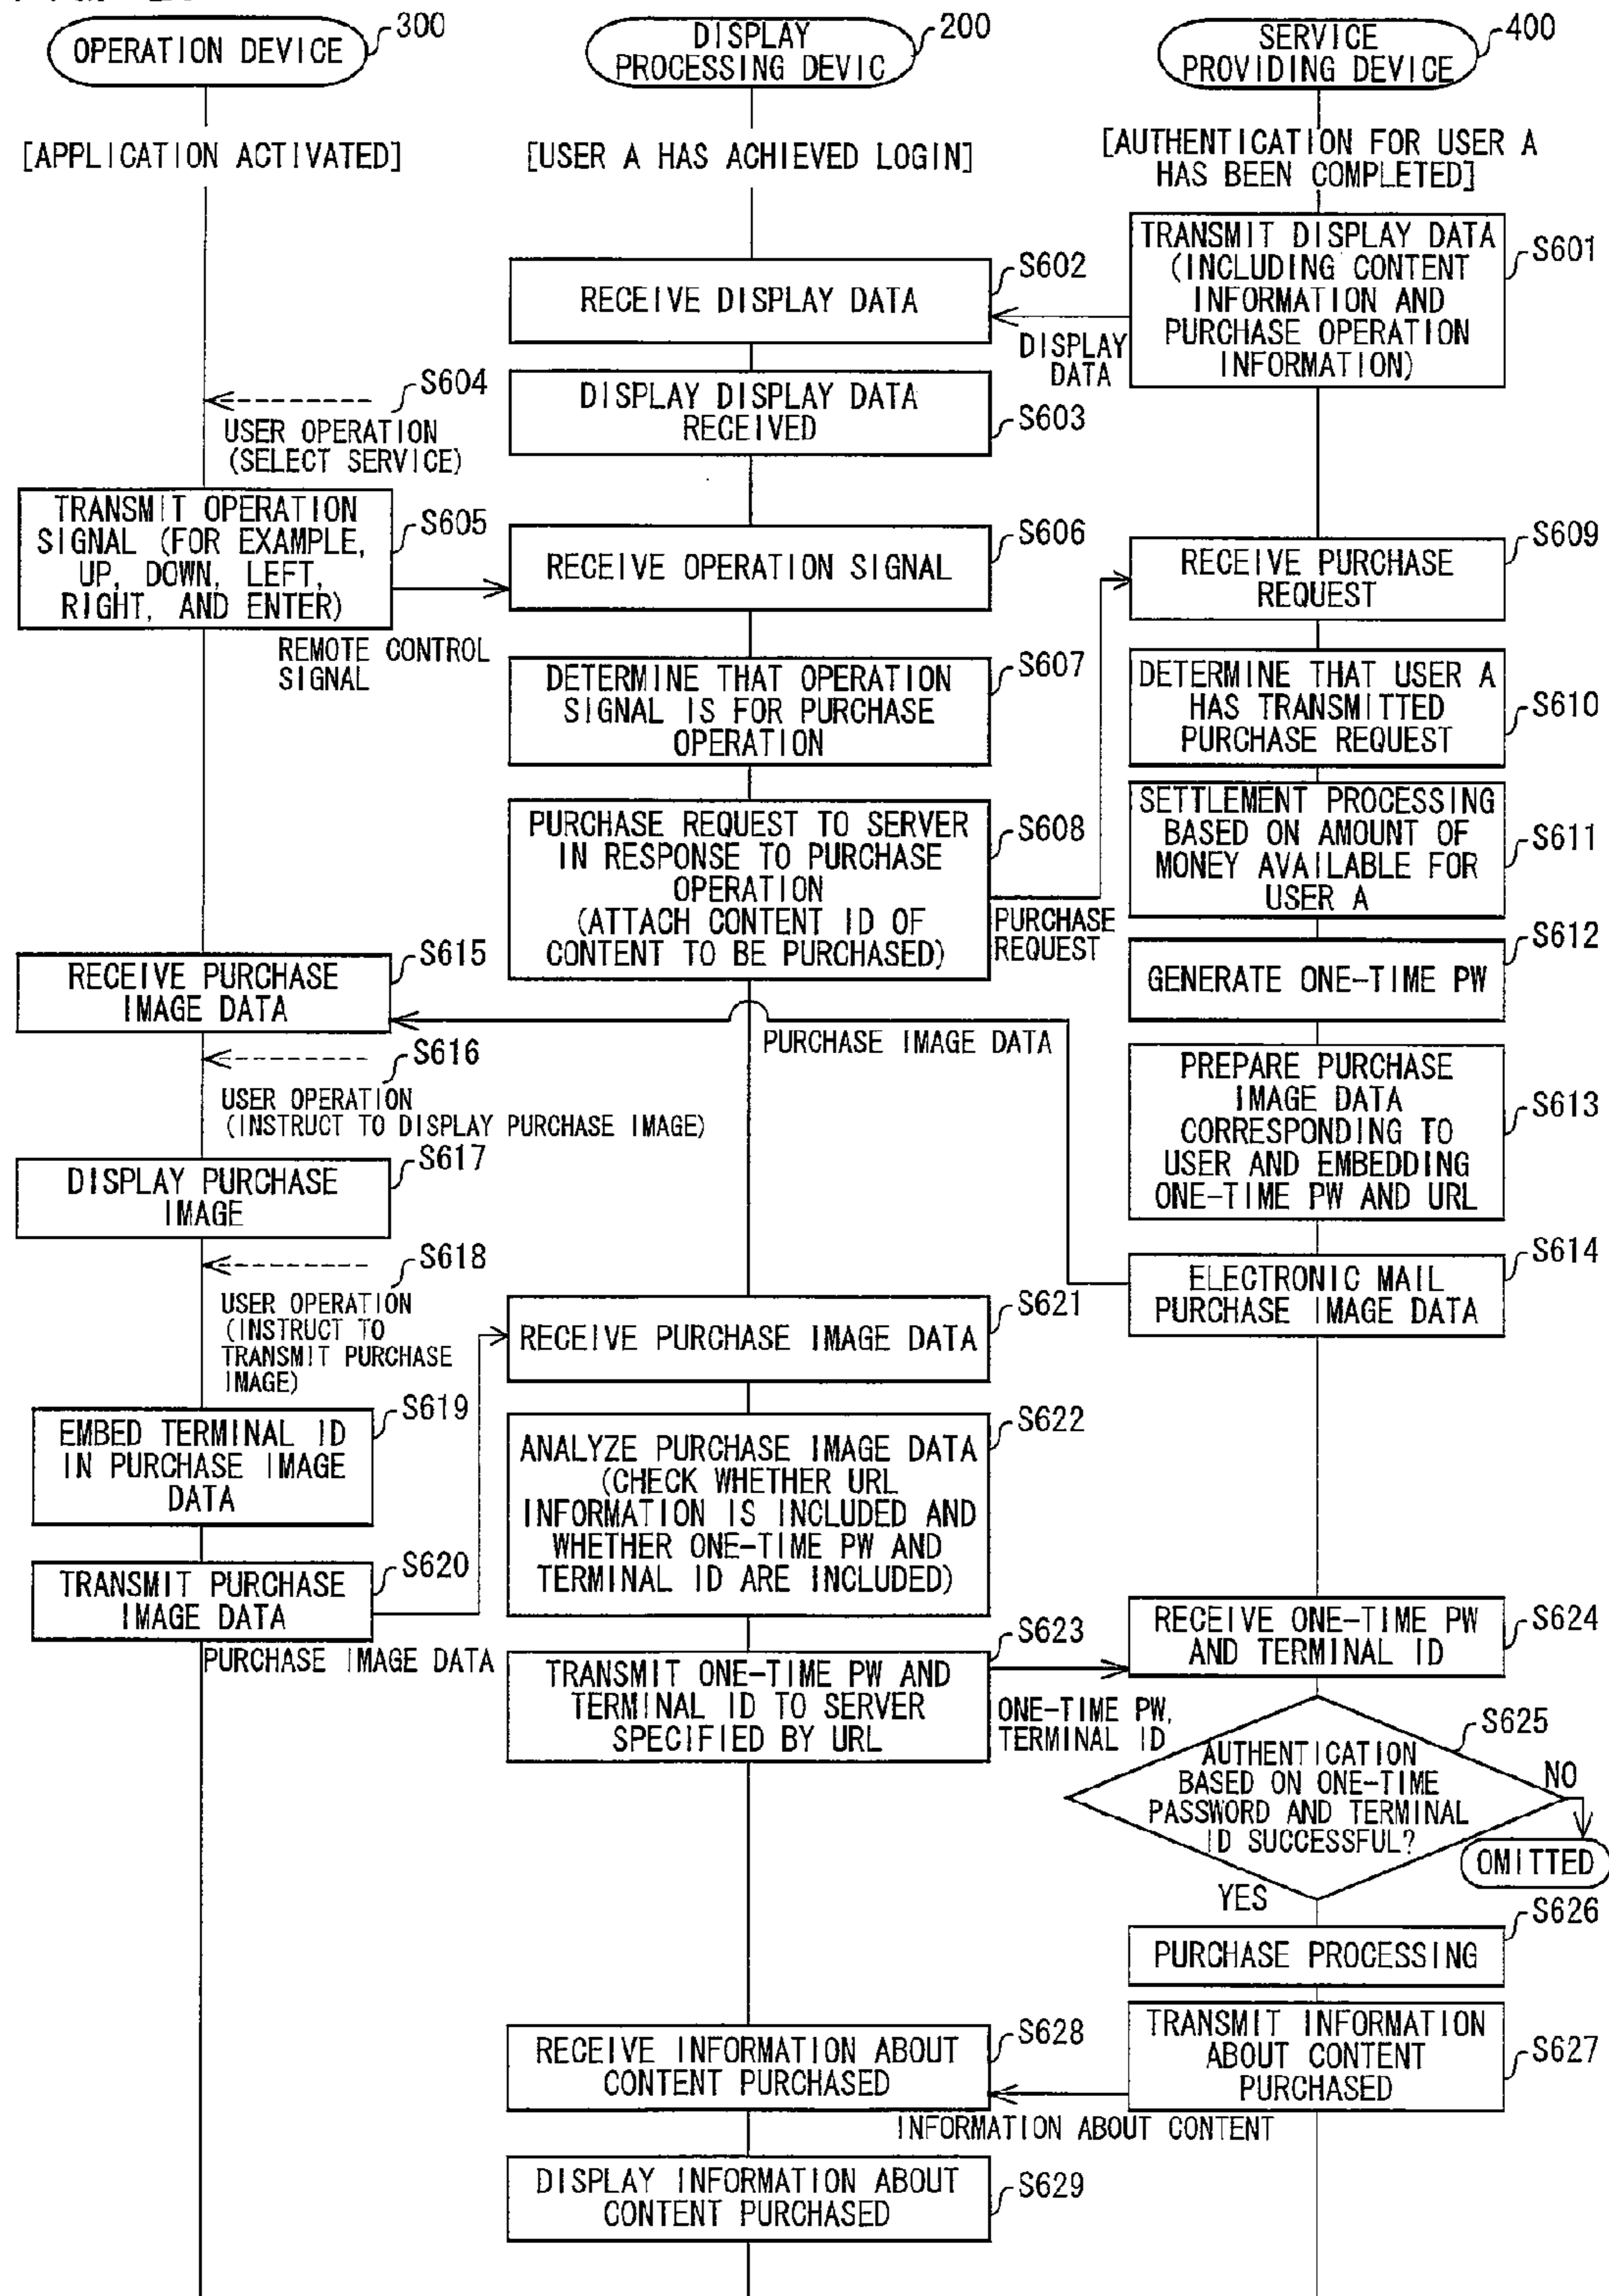 OPERATION DEVICE
300
DISPLAY
PROCESSING DEVIC
200
SERVICE
PROVIDING DEVICE
400
[APPLICATION ACTIVATED]
[USER A HAS ACHIEVED LOGIN]
[AUTHENTICATION FOR USER A
HAS BEEN COMPLETED]
TRANSMIT DISPLAY DATA
(INCLUDING CONTENT
INFORMATION AND
PURCHASE OPERATION
INFORMATION)
S601
RECEIVE DISPLAY DATA
S602
DISPLAY
DATA
DISPLAY DISPLAY DATA
RECEIVED
S603
S604
USER OPERATION
(SELECT SERVICE)
TRANSMIT OPERATION
SIGNAL (FOR EXAMPLE,
UP, DOWN, LEFT,
RIGHT, AND ENTER)
S605
REMOTE CONTROL
SIGNAL
RECEIVE OPERATION SIGNAL
S606
DETERMINE THAT OPERATION
SIGNAL IS FOR PURCHASE
OPERATION
S607
PURCHASE REQUEST TO SERVER
IN RESPONSE TO PURCHASE
OPERATION
(ATTACH CONTENT ID OF
CONTENT TO BE PURCHASED)
S608
PURCHASE
REQUEST
RECEIVE PURCHASE
REQUEST
S609
DETERMINE THAT USER A
HAS TRANSMITTED
PURCHASE REQUEST
S610
SETTLEMENT PROCESSING
BASED ON AMOUNT OF
MONEY AVAILABLE FOR
USER A
S611
GENERATE ONE-TIME PW
S612
PREPARE PURCHASE
IMAGE DATA
CORRESPONDING TO
USER AND EMBEDDING
ONE-TIME PW AND URL
S613
ELECTRONIC MAIL
PURCHASE IMAGE DATA
S614
PURCHASE IMAGE DATA
RECEIVE PURCHASE
IMAGE DATA
S615
S616
USER OPERATION
(INSTRUCT TO DISPLAY PURCHASE IMAGE)
DISPLAY PURCHASE
IMAGE
S617
S618
USER OPERATION
(INSTRUCT TO
TRANSMIT PURCHASE
IMAGE)
EMBED TERMINAL ID
IN PURCHASE IMAGE
DATA
S619
TRANSMIT PURCHASE
IMAGE DATA
S620
PURCHASE IMAGE DATA
RECEIVE PURCHASE IMAGE DATA
S621
ANALYZE PURCHASE IMAGE DATA
(CHECK WHETHER URL
INFORMATION IS INCLUDED AND
WHETHER ONE-TIME PW AND
TERMINAL ID ARE INCLUDED)
S622
TRANSMIT ONE-TIME PW AND
TERMINAL ID TO SERVER
SPECIFIED BY URL
S623
ONE-TIME PW,
TERMINAL ID
RECEIVE ONE-TIME PW
AND TERMINAL ID
S624
AUTHENTICATION
BASED ON ONE-TIME
PASSWORD AND TERMINAL
ID SUCCESSFUL?
S625
NO
OMITTED
YES
PURCHASE PROCESSING
S626
TRANSMIT INFORMATION
ABOUT CONTENT
PURCHASED
S627
RECEIVE INFORMATION ABOUT
CONTENT PURCHASED
S628
INFORMATION ABOUT CONTENT
DISPLAY INFORMATION ABOUT
CONTENT PURCHASED
S629